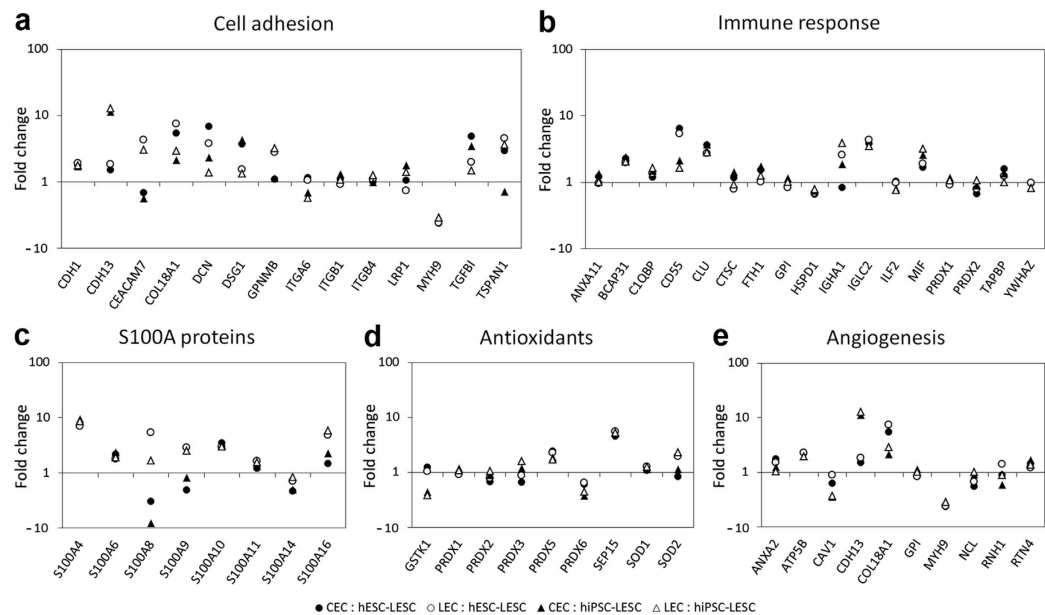 a Cell adhesion
100
10
1
-10
Fold change
CDH1 CDH13 CEACAM7 COL18A1 DCN DSG1 GPNMB ITGA6 ITGB1 ITGB4 LRP1 MYH9 TGFBI TSPAN1
b Immune response
100
10
1
-10
Fold change
ANXA11 BCAP31 C1QBP CD55 CLU CTSC FTH1 GPI HSPD1 IGHA1 IGLC2 ILF2 MIF PRDX1 PRDX2 TAPBP YWHAZ
c S100A proteins
100
10
1
-10
Fold change
S100A4 S100A6 S100A8 S100A9 S100A10 S100A11 S100A14 S100A16
d Antioxidants
100
10
1
-10
Fold change
GSTK1 PRDX1 PRDX2 PRDX3 PRDX5 PRDX6 SEP15 SOD1 SOD2
e Angiogenesis
100
10
1
-10
Fold change
ANXA2 ATP5B CAV1 CDH13 COL18A1 GPI MYH9 NCL RNH1 RTN4
● CEC : hESC-LESC ○ LEC : hESC-LESC ▲ CEC : hiPSC-LESC △ LEC : hiPSC-LESC